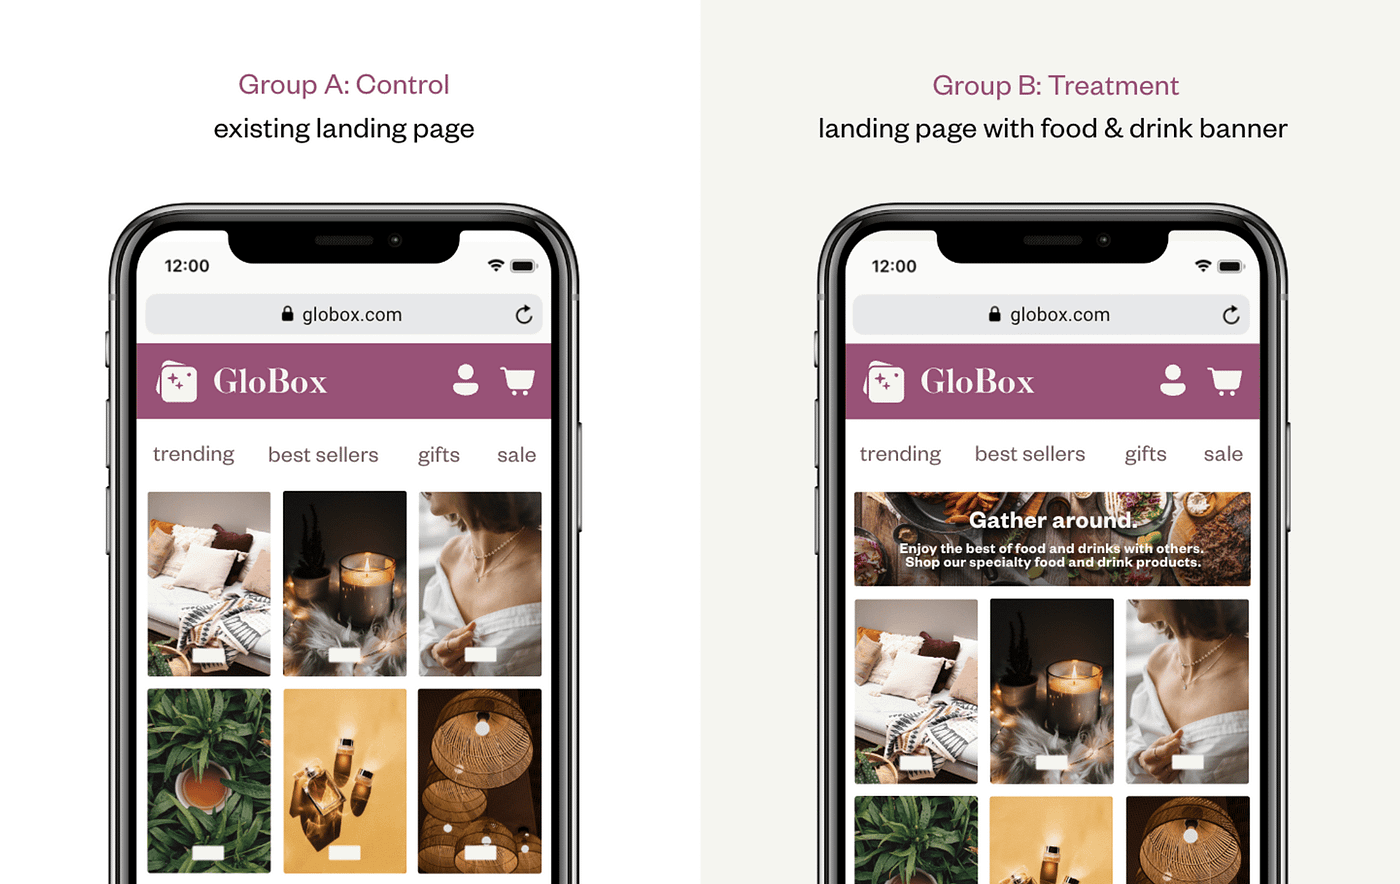 Group A: Control
existing landing page
12:00
globox.com
GloBox
trending best sellers gifts sale
Group B: Treatment
landing page with food & drink banner
12:00
globox.com
GloBox
trending best sellers gifts sale
Gather around.
Enjoy the best of food and drinks with others.
Shop our specialty food and drink products.